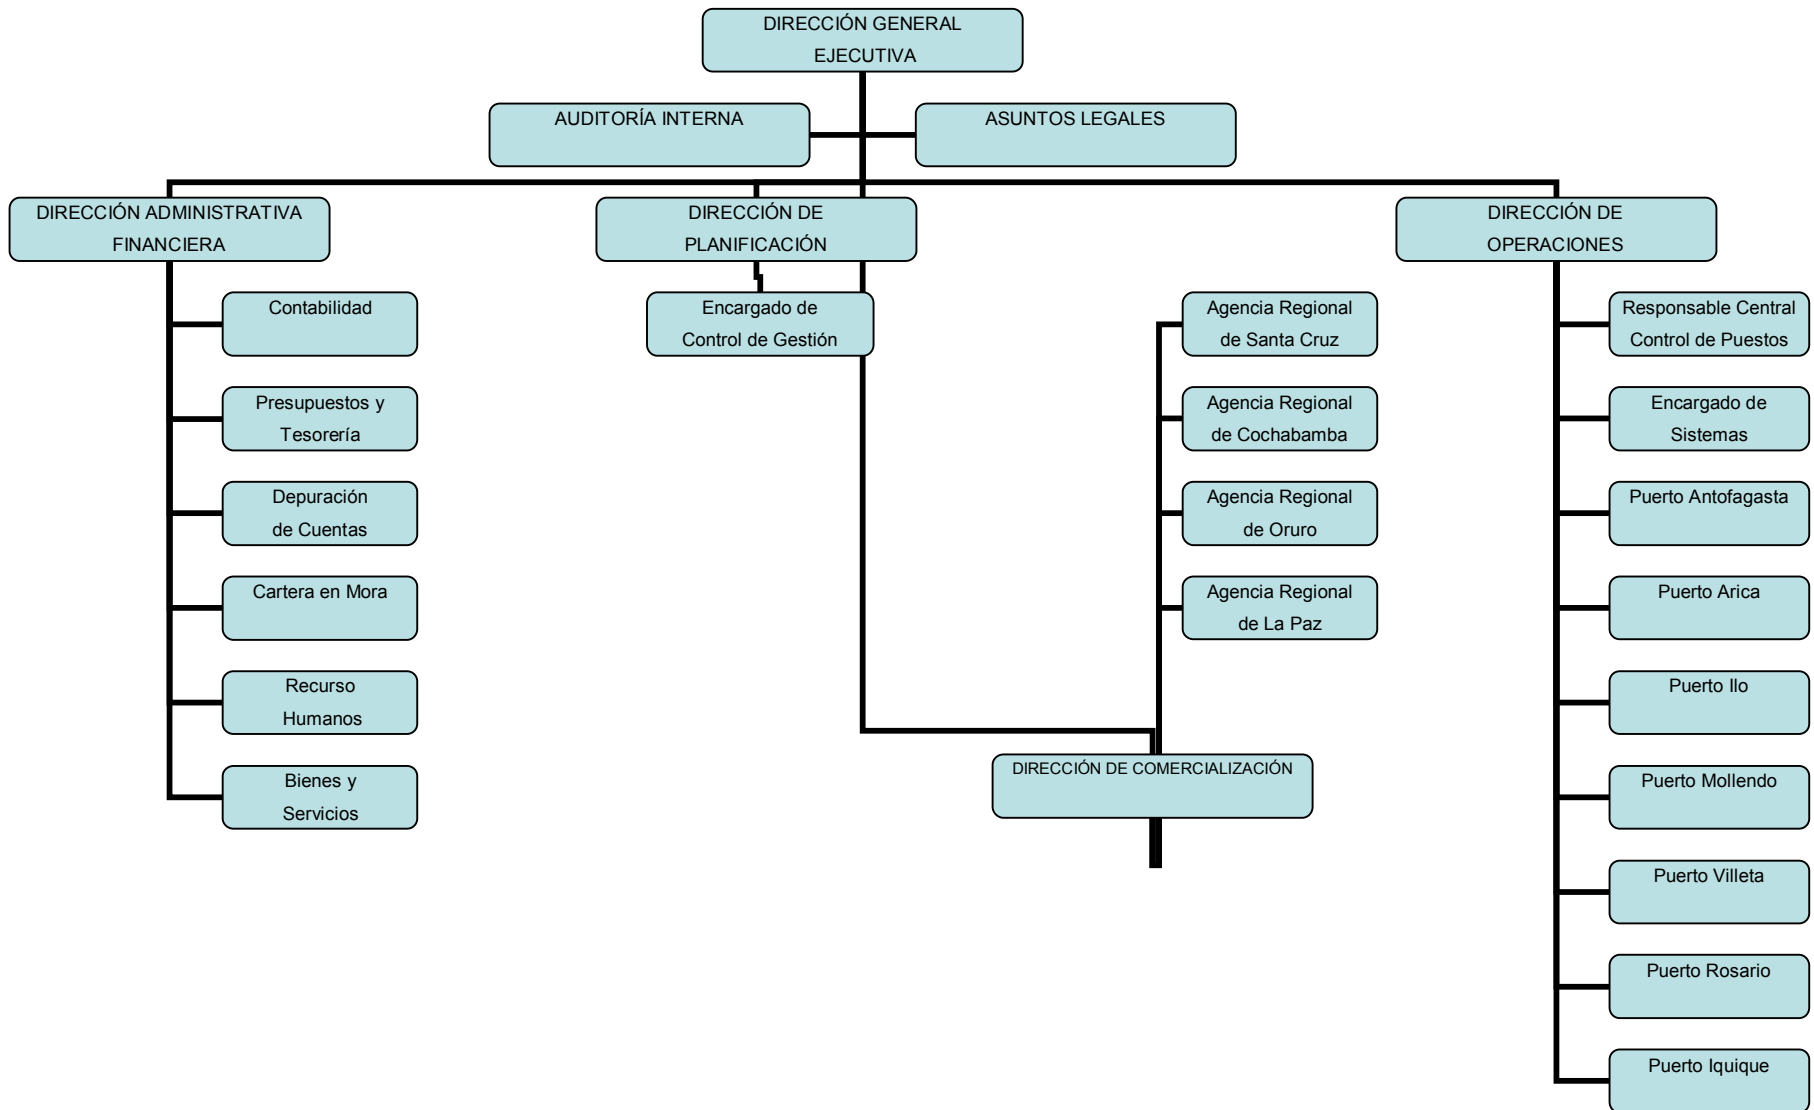 DIRECCIÓN GENERAL
EJECUTIVA
AUDITORÍA INTERNA
ASUNTOS LEGALES
DIRECCIÓN ADMINISTRATIVA
FINANCIERA
DIRECCIÓN DE
PLANIFICACIÓN
DIRECCIÓN DE
OPERACIONES
Contabilidad
Presupuestos y
Tesorería
Depuración
de Cuentas
Cartera en Mora
Recurso
Humanos
Bienes y
Servicios
Encargado de
Control de Gestión
Agencia Regional
de Santa Cruz
Agencia Regional
de Cochabamba
Agencia Regional
de Oruro
Agencia Regional
de La Paz
DIRECCIÓN DE COMERCIALIZACIÓN
Responsable Central
Control de Puestos
Encargado de
Sistemas
Puerto Antofagasta
Puerto Arica
Puerto Ilo
Puerto Mollendo
Puerto Villeta
Puerto Rosario
Puerto Iquique